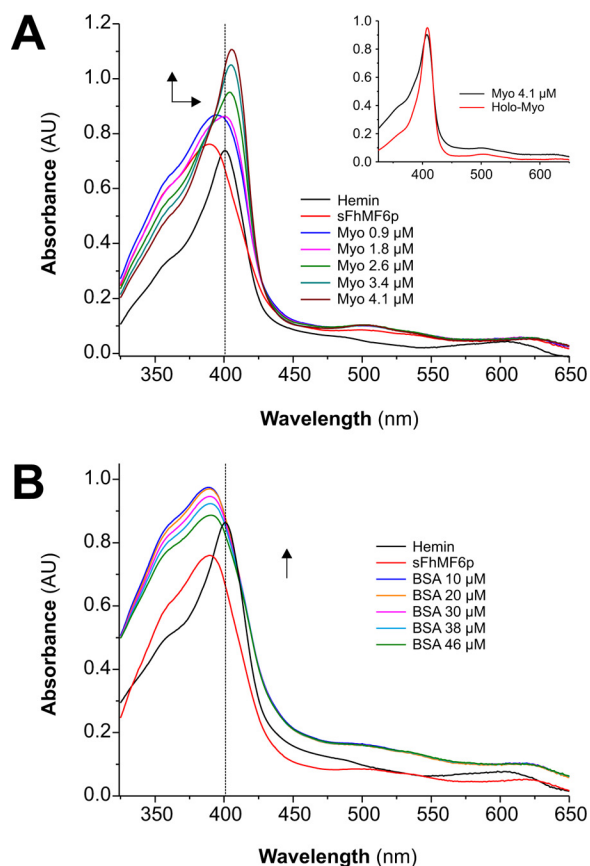 A
Absorbance (AU)
1.2
1.0
0.8
0.6
0.4
0.2
0.0
350 400 450 500 550 600 650
Wavelength (nm)
Hemin
sFhMF6p
Myo 0.9 µM
Myo 1.8 µM
Myo 2.6 µM
Myo 3.4 µM
Myo 4.1 µM
1.0
0.8
0.6
0.4
0.2
0.0
400 500 600
Myo 4.1 µM
Holo-Myo
B
Absorbance (AU)
1.0
0.8
0.6
0.4
0.2
0.0
350 400 450 500 550 600 650
Wavelength (nm)
Hemin
sFhMF6p
BSA 10 µM
BSA 20 µM
BSA 30 µM
BSA 38 µM
BSA 46 µM